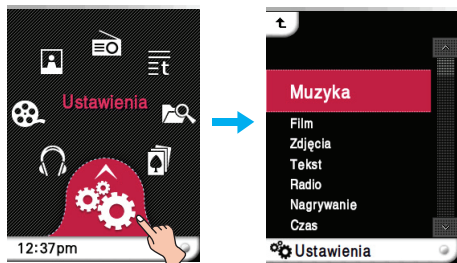 Ustawienia
12:37pm
Muzyka
Film
Zdjęcia
Tekst
Radio
Nagrywanie
Czas
Ustawienia